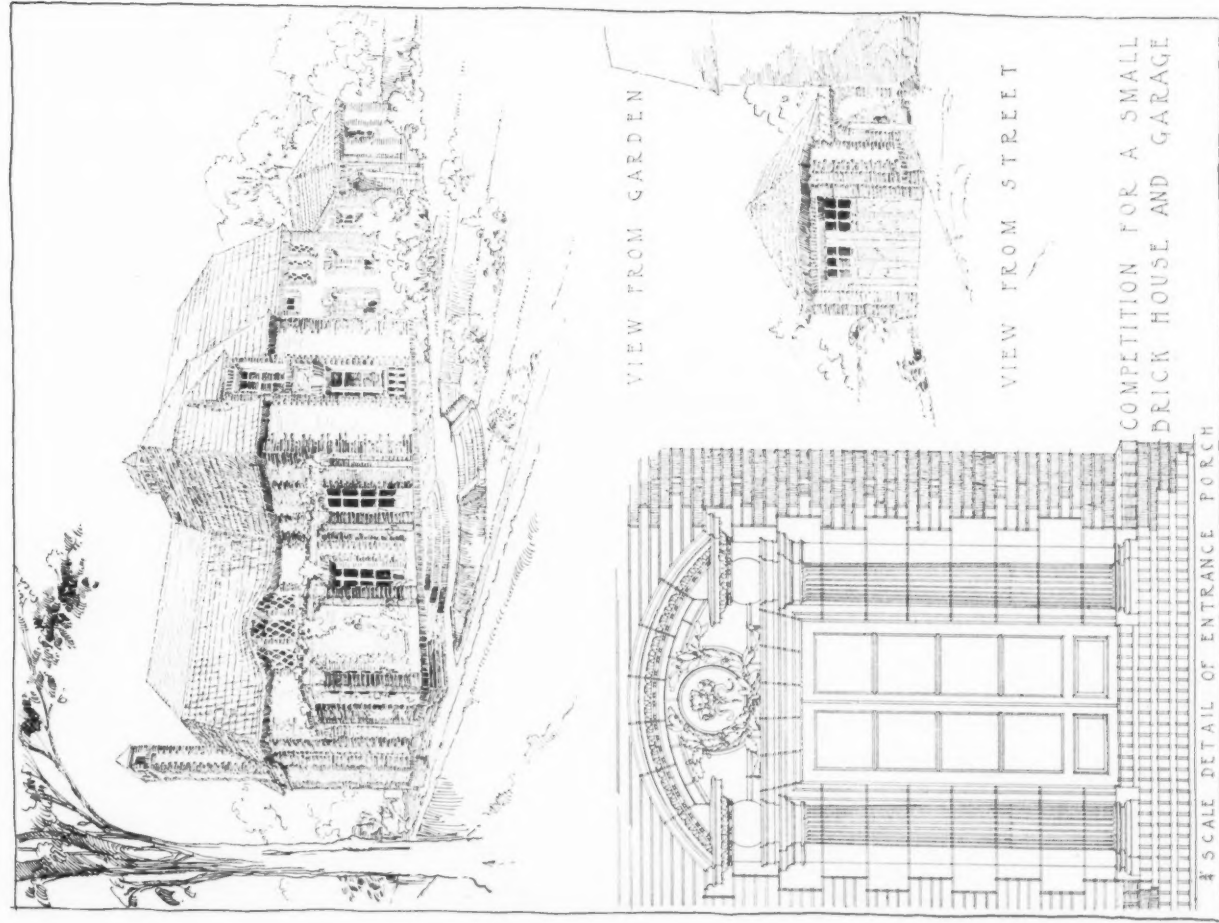 VIEW FROM GARDEN
VIEW FROM STREET
COMPETITION FOR A SMALL
BRICK HOUSE AND GARAGE
SCALE DETAIL OF ENTRANCE PORCH